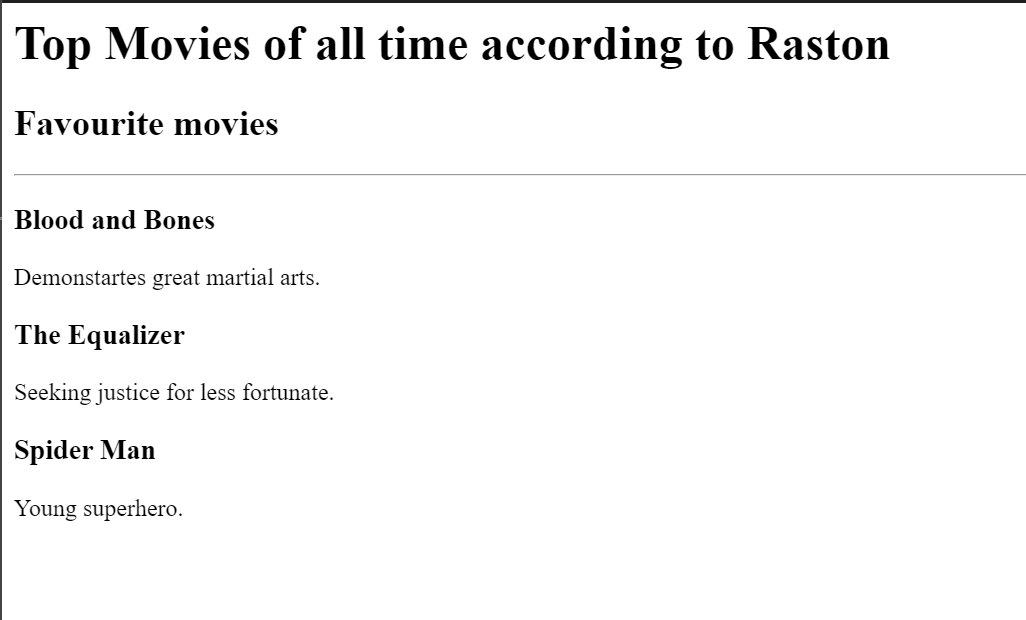 Top Movies of all time according to Raston
Favourite movies
Blood and Bones
Demonstartes great martial arts.
The Equalizer
Seeking justice for less fortunate.
Spider Man
Young superhero.